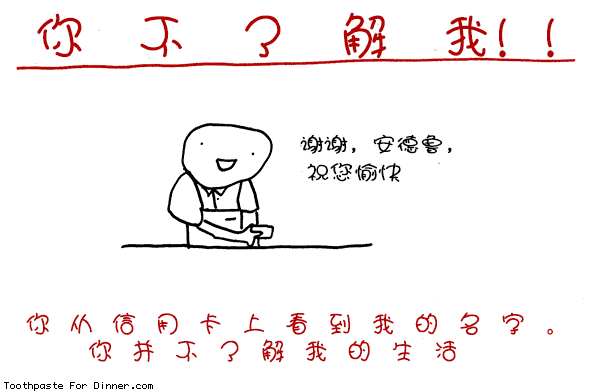 你不了解我!!
谢谢，安德鲁，
祝您愉快
你从信用卡上看到我的名字。
你并不了解我的生活
Toothpaste For Dinner.com